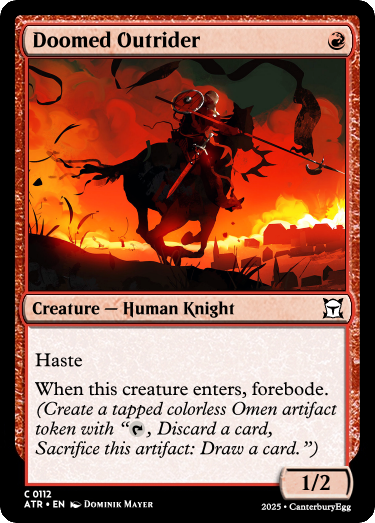 Doomed Outrider
Creature — Human Knight
Haste
When this creature enters, forebode.
(Create a tapped colorless Omen artifact
token with “, Discard a card,
Sacrifice this artifact: Draw a card.”)
1/2
C 0112
ATR • EN Dominik Mayer
2025 • CanterburyEgg